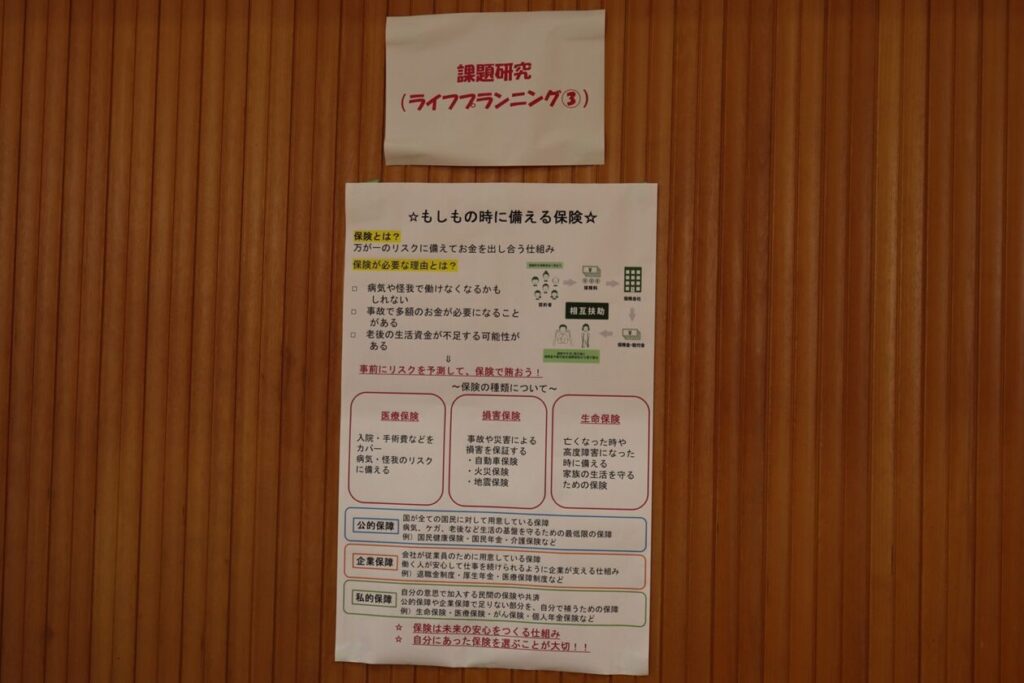 課題研究
（ライフプランニング③）
☆もしもの時に備える保険☆
保険とは？
万が一のリスクに備えてお金を出し合う仕組み
保険が必要な理由とは？
□ 病気や怪我で働けなくなるかも
しれない
□ 事故で多額のお金が必要になること
がある
□ 老後の生活資金が不足する可能性が
ある
⇩
事前にリスクを予測して、保険で賄おう！
契約者
保険料
保険会社
相互扶助
保険金・給付金
～保険の種類について～
医療保険
入院・手術費などを
カバー
病気・怪我のリスク
に備える
損害保険
事故や災害による
損害を保証する
・自動車保険
・火災保険
・地震保険
生命保険
亡くなった時や
高度障害になった
時に備える
家族の生活を守る
ための保険
公的保障
国が全ての国民に対して用意している保障
病気、ケガ、老後など生活の基盤を守るための最低限の保障
例）国民健康保険・国民年金・介護保険など
企業保障
会社が従業員のために用意している保障
働く人が安心して仕事を続けられるように企業が支える仕組み
例）退職金制度・厚生年金・医療保障制度など
私的保障
自分の意思で加入する民間の保険や共済
公的保障や企業保障で足りない部分を、自分で補うための保障
例）生命保険・医療保険・がん保険・個人年金保険など
☆ 保険は未来の安心をつくる仕組み
☆ 自分にあった保険を選ぶことが大切！！